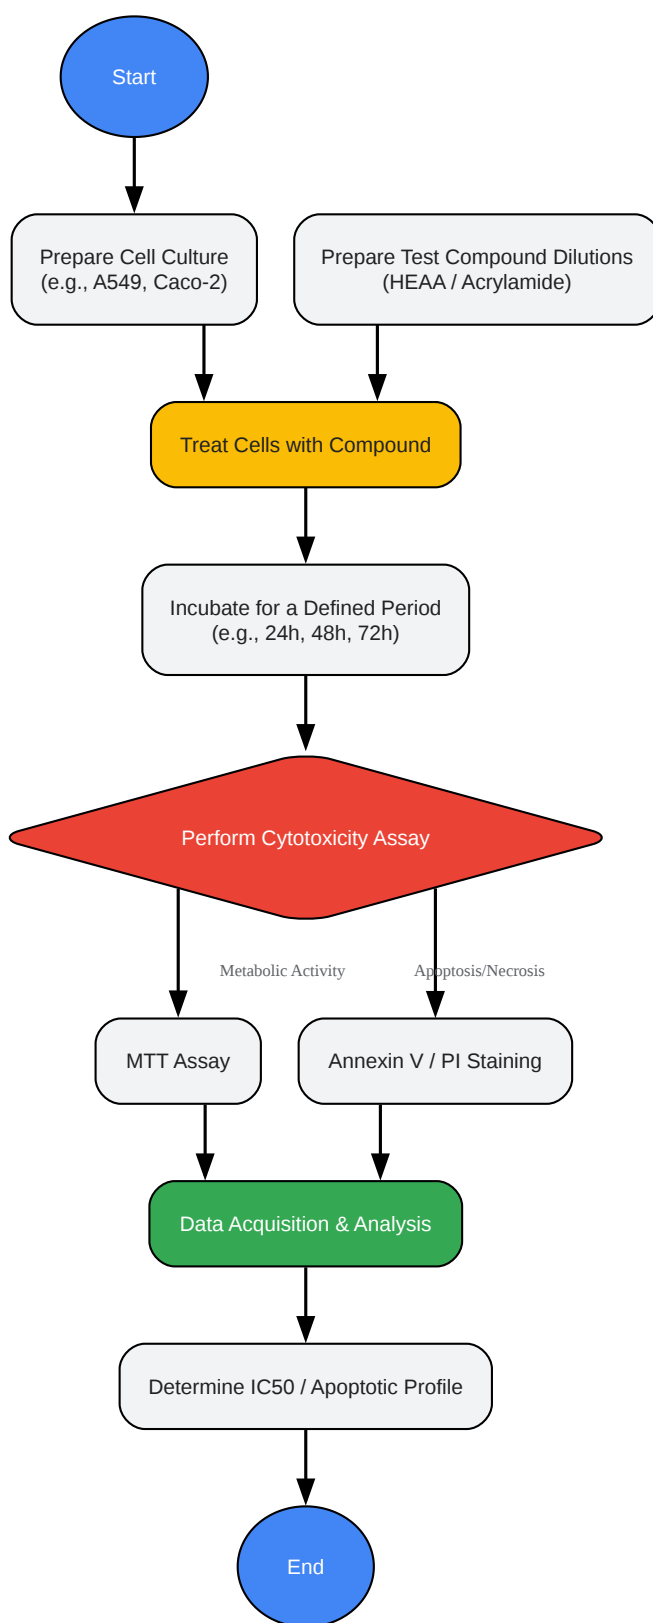 Start
Prepare Cell Culture
(e.g., A549, Caco-2)
Prepare Test Compound Dilutions
(HEAA / Acrylamide)
Treat Cells with Compound
Incubate for a Defined Period
(e.g., 24h, 48h, 72h)
Perform Cytotoxicity Assay
Metabolic Activity
Apoptosis/Necrosis
MTT Assay
Annexin V / PI Staining
Data Acquisition & Analysis
Determine IC50 / Apoptotic Profile
End